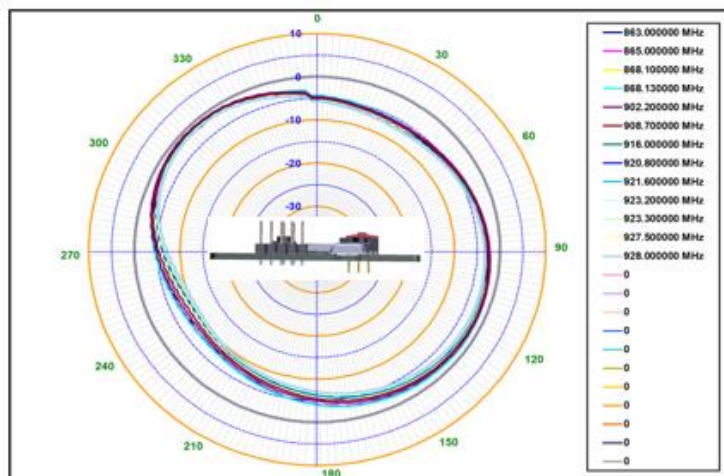 0
10
330
30
0
300
60
-10
-20
-30
270
90
240
120
210
150
180
863.000000 MHz
865.000000 MHz
868.100000 MHz
868.130000 MHz
902.200000 MHz
908.700000 MHz
916.000000 MHz
920.800000 MHz
921.600000 MHz
923.200000 MHz
923.300000 MHz
927.500000 MHz
928.000000 MHz
0
0
0
0
0
0
0
0
0
0
0